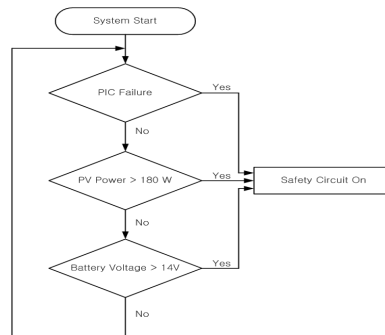 System Start
PIC Failure
Yes
No
PV Power > 180 W
Yes
Safety Circuit On
No
Battery Voltage > 14V
Yes
No